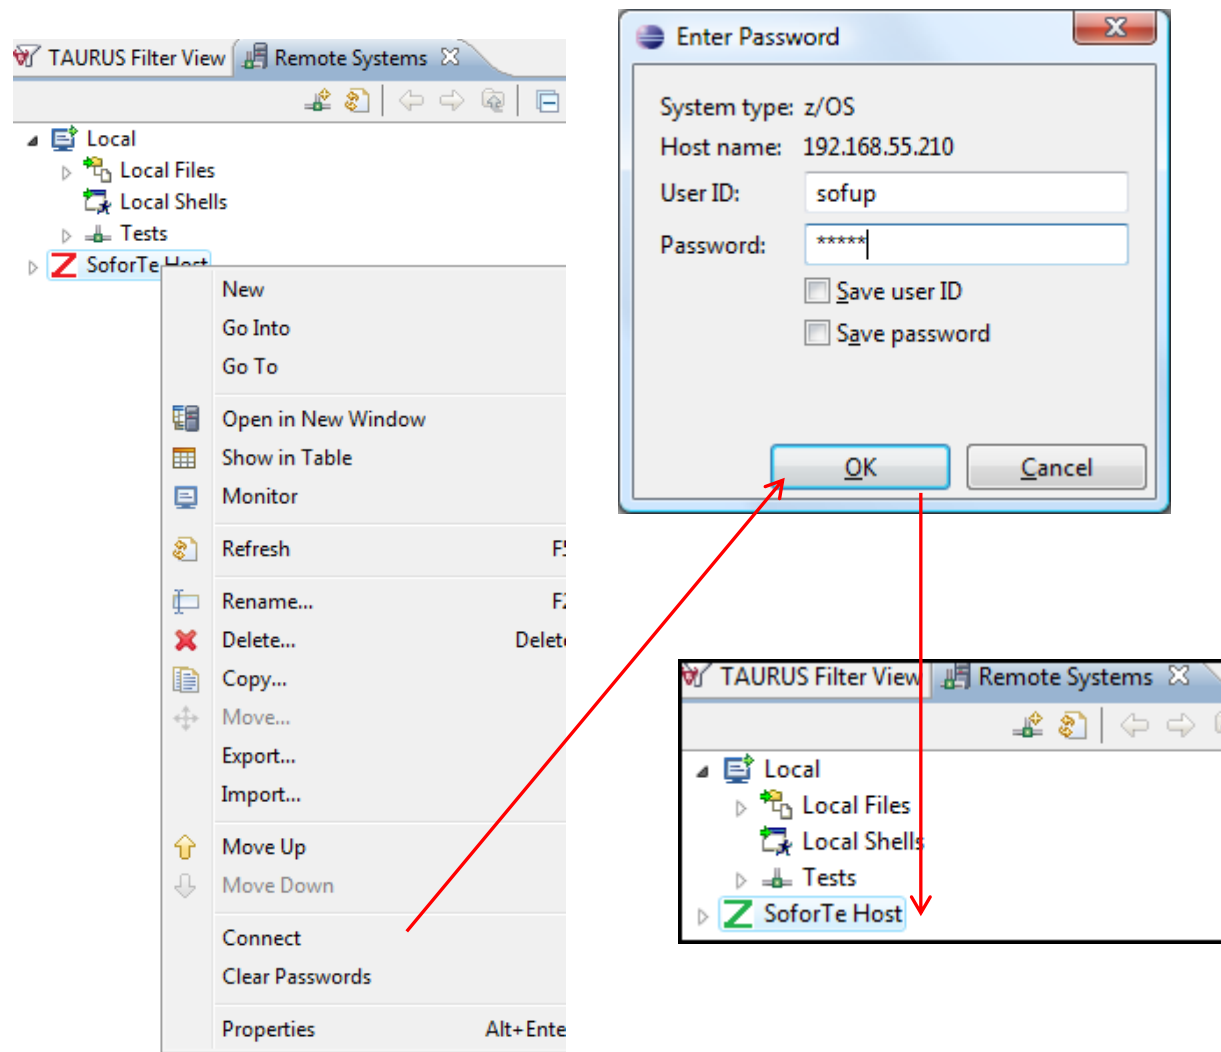 TAURUS Filter View Remote Systems
Local
Local Files
Local Shells
Tests
SoforTe Host
New
Go Into
Go To
Open in New Window
Show in Table
Monitor
Refresh F5
Rename... F2
Delete... Delete
Copy...
Move...
Export...
Import...
Move Up
Move Down
Connect
Clear Passwords
Properties Alt+Ente
Enter Password
System type: z/OS
Host name: 192.168.55.210
User ID: sofup
Password: *****
Save user ID
Save password
OK Cancel
TAURUS Filter View Remote Systems
Local
Local Files
Local Shells
Tests
SoforTe Host